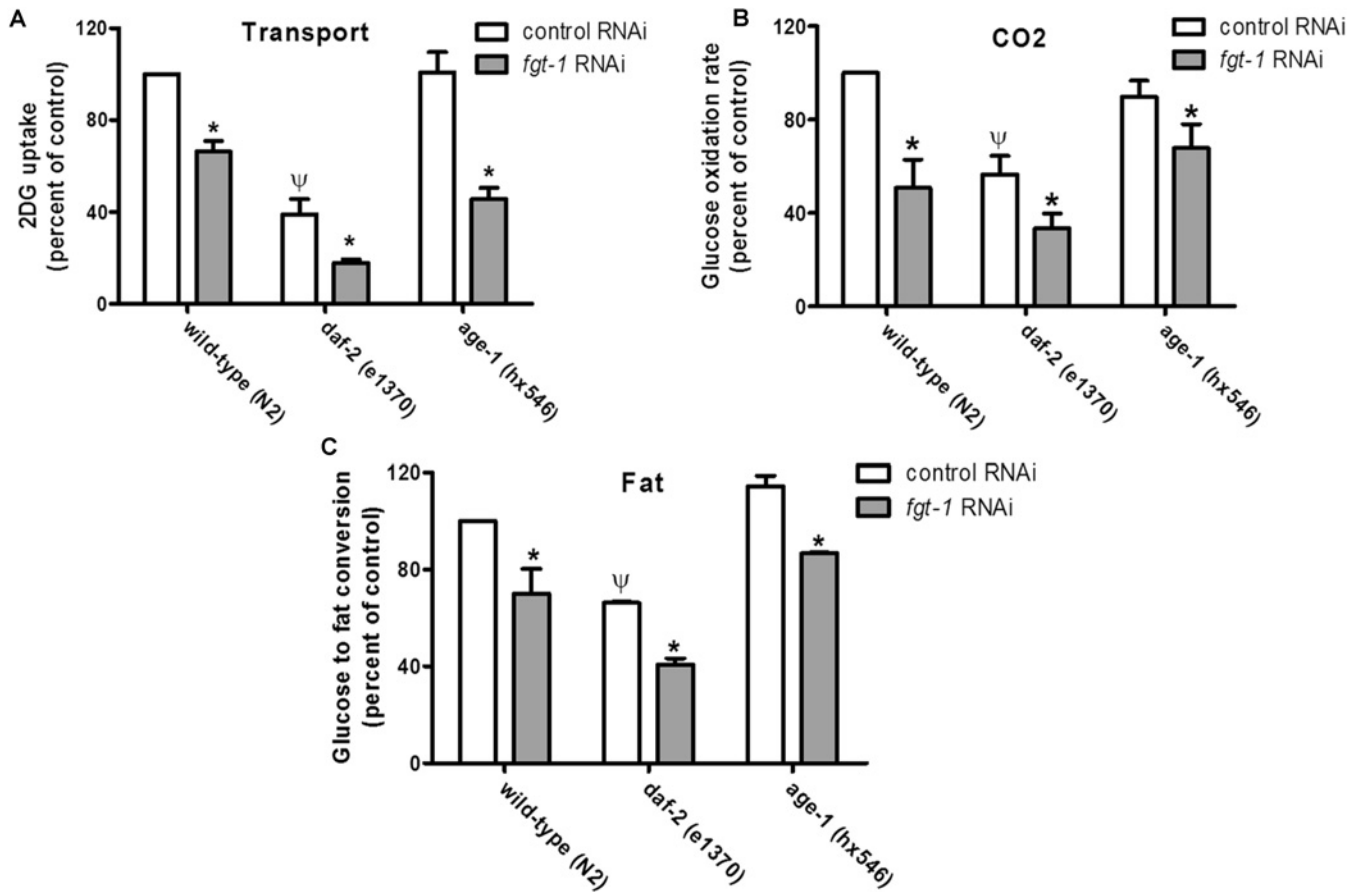 A
Transport
control RNAi
fgt-1 RNAi
2DG uptake
(percent of control)
120
80
40
0
*
ψ
*
*
wild-type (N2)
daf-2 (e1370)
age-1 (hx546)
B
CO2
control RNAi
fgt-1 RNAi
Glucose oxidation rate
(percent of control)
120
80
40
0
*
ψ
*
*
wild-type (N2)
daf-2 (e1370)
age-1 (hx546)
C
Fat
control RNAi
fgt-1 RNAi
Glucose to fat conversion
(percent of control)
120
80
40
0
*
ψ
*
*
wild-type (N2)
daf-2 (e1370)
age-1 (hx546)